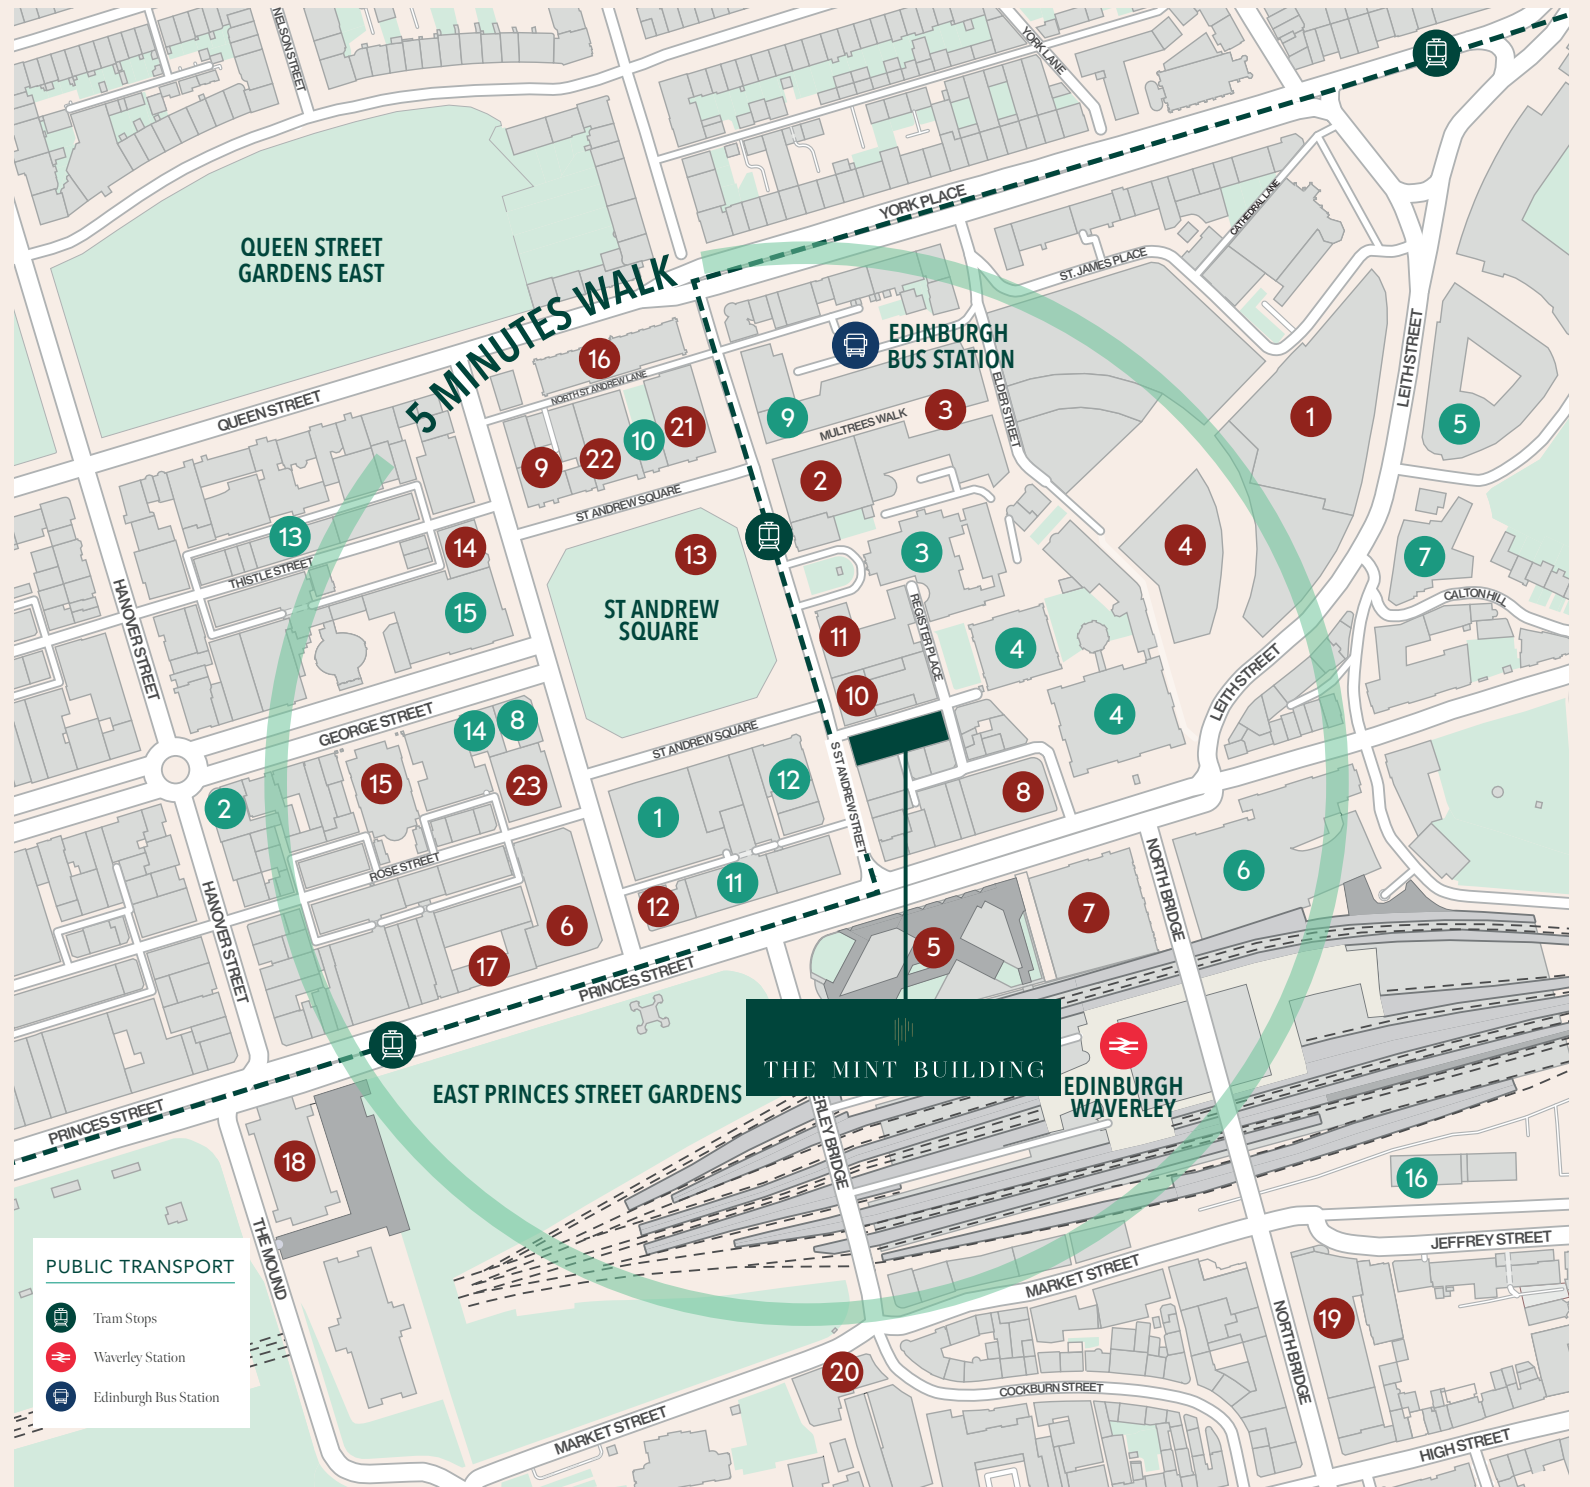 NELSON STREET
YORK LANE
YORK PLACE
CATHEDRAL LANE
ST. JAMES PLACE
QUEEN STREET
GARDENS EAST
5 MINUTES WALK
EDINBURGH
BUS STATION
LEITH STREET
16
NORTH ST ANDREW LANE
ELDER STREET
QUEEN STREET
9
MULTREES WALK
3
1
5
10
21
9
22
2
ST ANDREW SQUARE
13
14
THISTLE STREET
13
3
4
7
HANOVER STREET
15
ST ANDREW
SQUARE
11
REGISTER PLACE
4
CALTON HILL
10
4
LEITH STREET
GEORGE STREET
14
8
ST ANDREW SQUARE
S ST ANDREW STREET
15
23
12
8
2
1
ROSE STREET
NORTH BRIDGE
6
HANOVER STREET
12
11
7
6
5
17
PRINCES STREET
THE MINT BUILDING
EAST PRINCES STREET GARDENS
EDINBURGH
WAVERLEY
PRINCES STREET
ERLEY BRIDGE
18
16
THE MOUND
JEFFREY STREET
MARKET STREET
NORTH BRIDGE
19
20
COCKBURN STREET
MARKET STREET
HIGH STREET
PUBLIC TRANSPORT
Tram Stops
Waverley Station
Edinburgh Bus Station